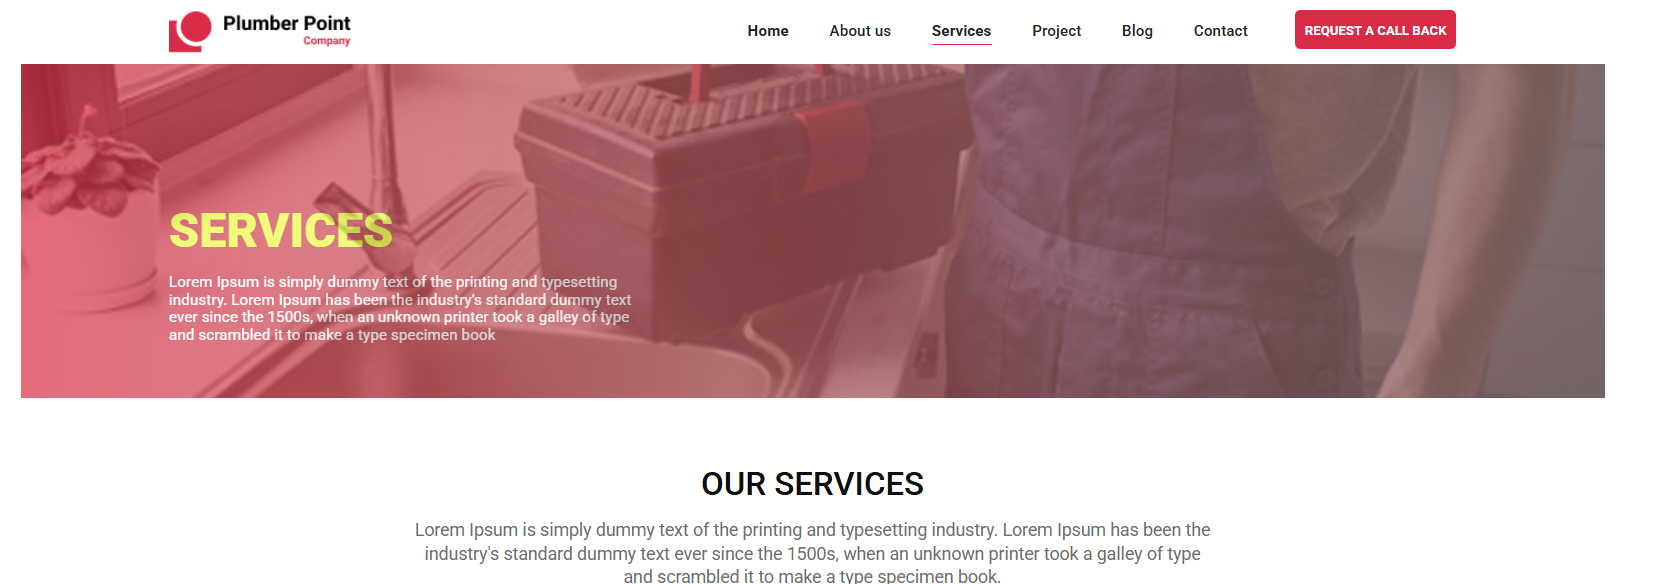 Plumber Point
Company
Home About us Services Project Blog Contact REQUEST A CALL BACK
SERVICES
Lorem Ipsum is simply dummy text of the printing and typesetting
industry. Lorem Ipsum has been the industry's standard dummy text
ever since the 1500s, when an unknown printer took a galley of type
and scrambled it to make a type specimen book
OUR SERVICES
Lorem Ipsum is simply dummy text of the printing and typesetting industry. Lorem Ipsum has been the
industry's standard dummy text ever since the 1500s, when an unknown printer took a galley of type
and scrambled it to make a type specimen book.